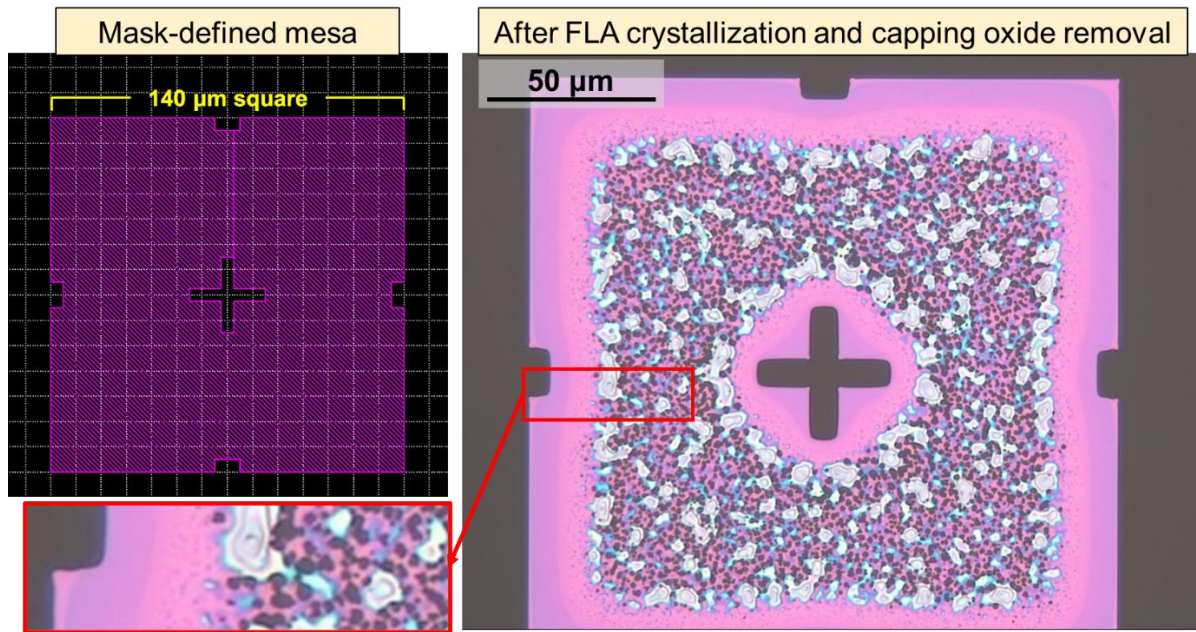 Mask-defined mesa
After FLA crystallization and capping oxide removal
140 µm square
50 µm